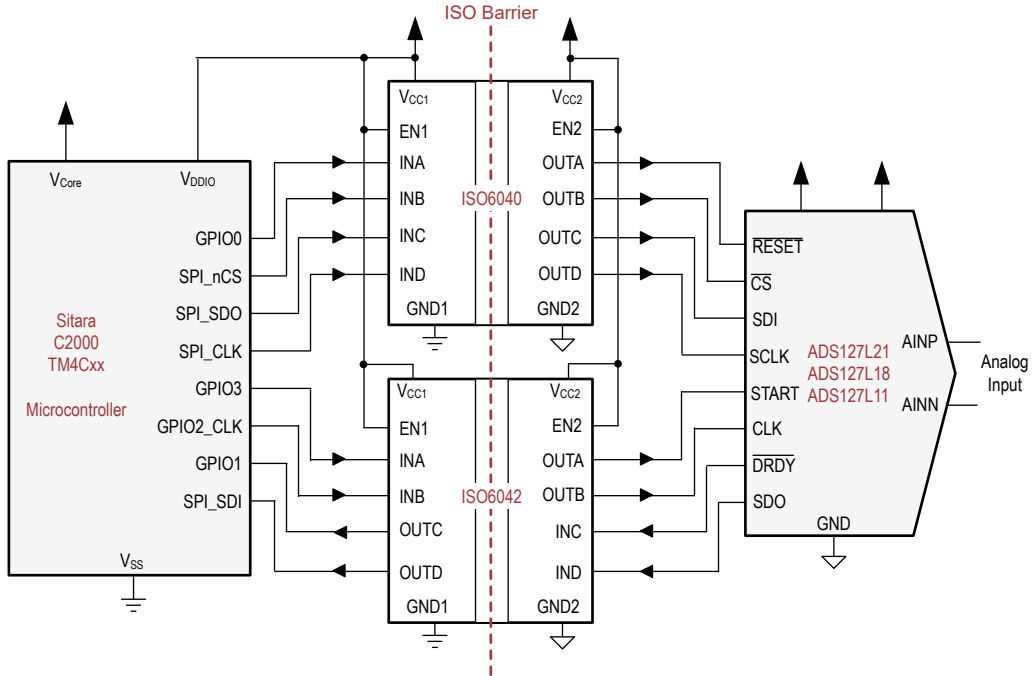 ISO Barrier
VCore
VDDIO
GPIO0
SPI_nCS
SPI_SDO
SPI_CLK
GPIO3
GPIO2_CLK
GPIO1
SPI_SDI
VSS
Sitara
C2000
TM4Cxx
Microcontroller
VCC1
EN1
INA
INB
INC
IND
GND1
ISO6040
VCC2
EN2
OUTA
OUTB
OUTC
OUTD
GND2
VCC1
EN1
INA
INB
OUTC
OUTD
GND1
ISO6042
VCC2
EN2
OUTA
OUTB
INC
IND
GND2
RESET
CS
SDI
SCLK
START
CLK
DRDY
SDO
GND
ADS127L21
ADS127L18
ADS127L11
AINP
AINN
Analog
Input